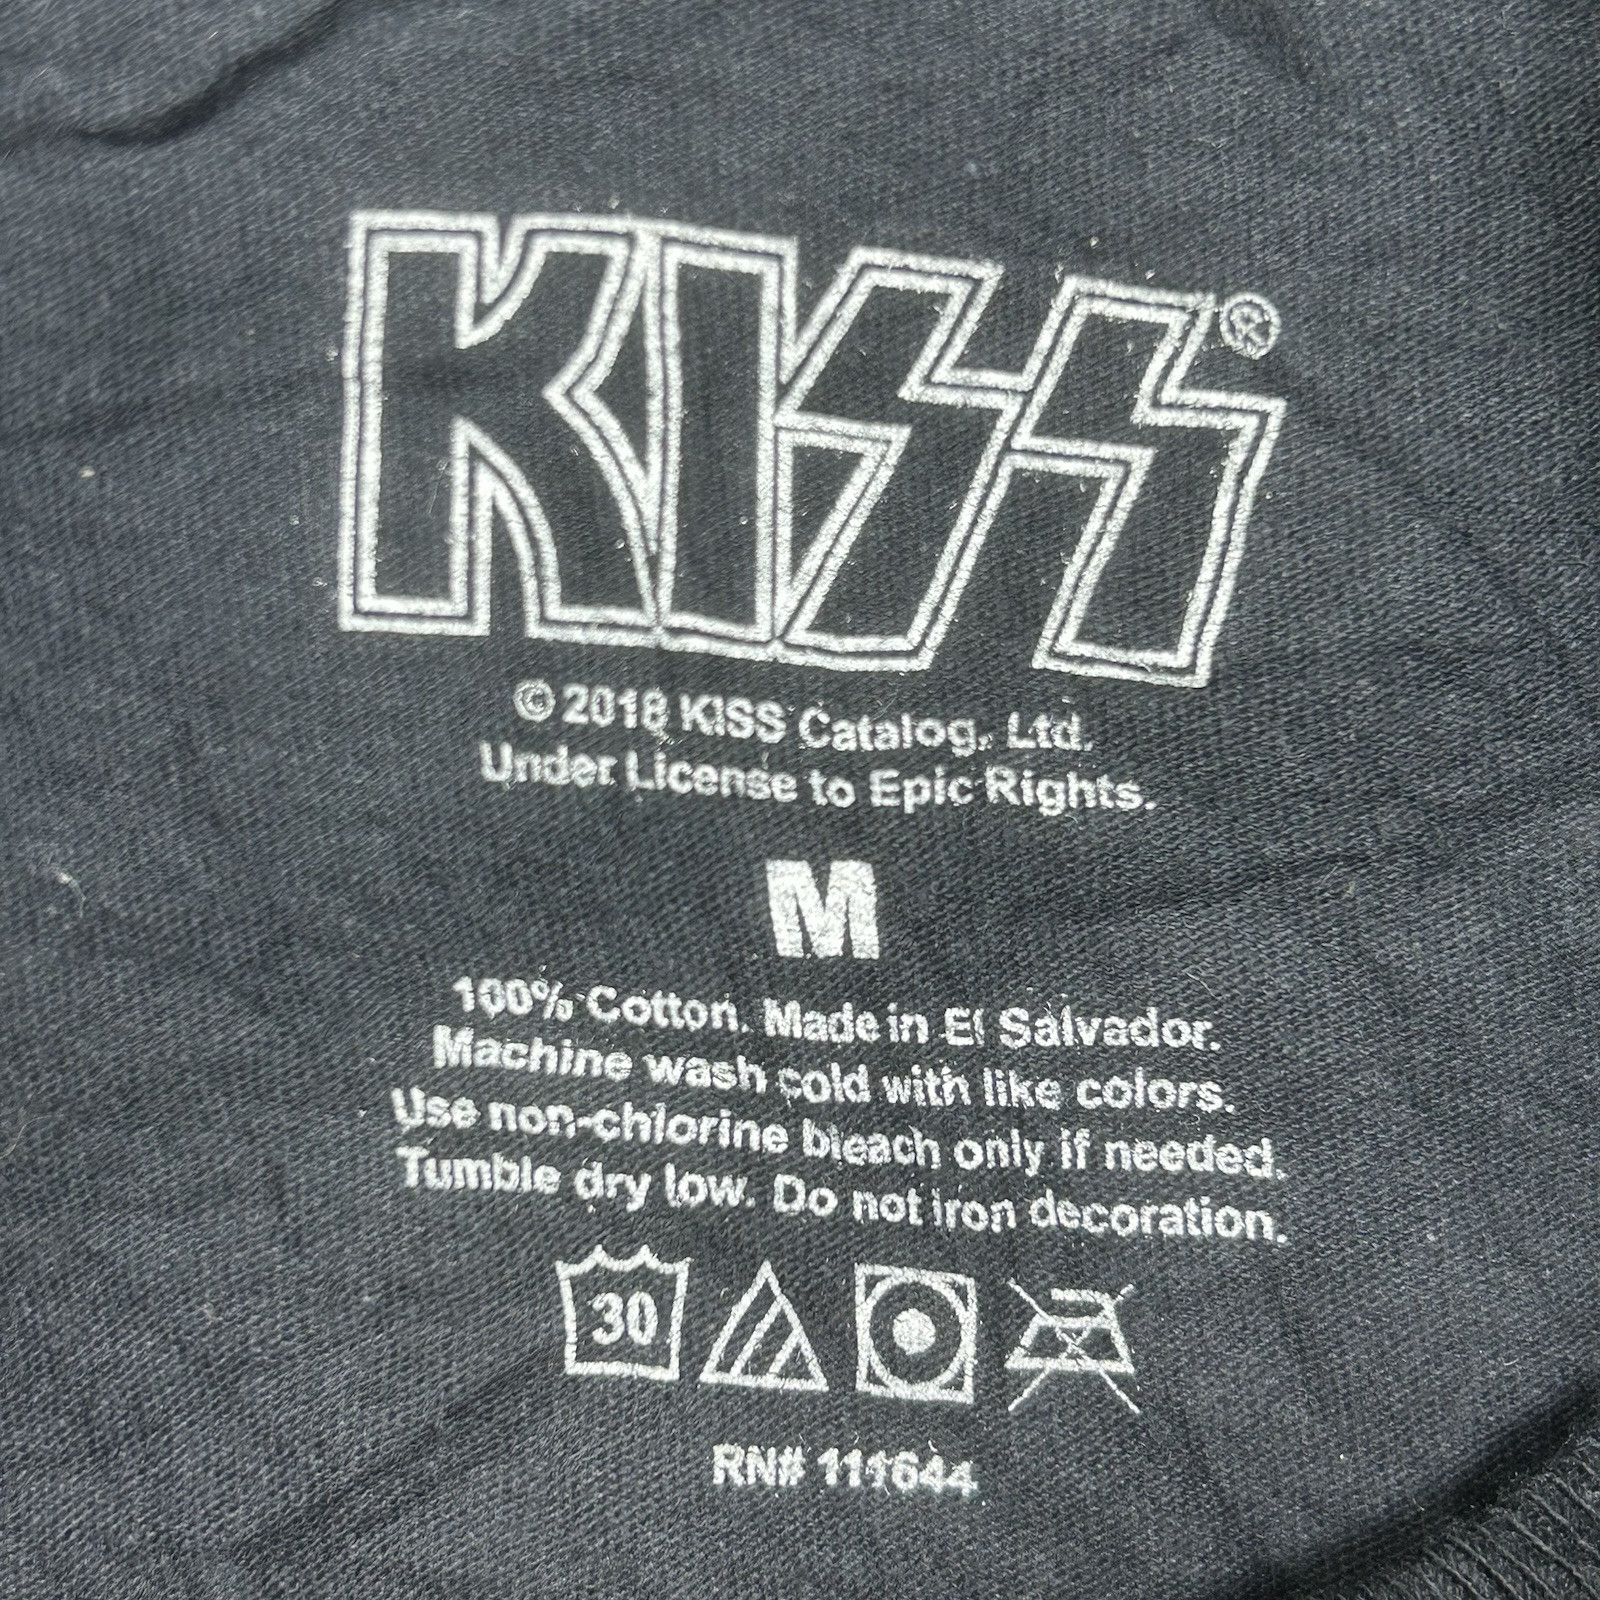 KISS®
© 2018 KISS Catalog, Ltd.
Under License to Epic Rights.
M
100% Cotton. Made in El Salvador.
Machine wash cold with like colors.
Use non-chlorine bleach only if needed.
Tumble dry low. Do not iron decoration.
30
RN# 111644